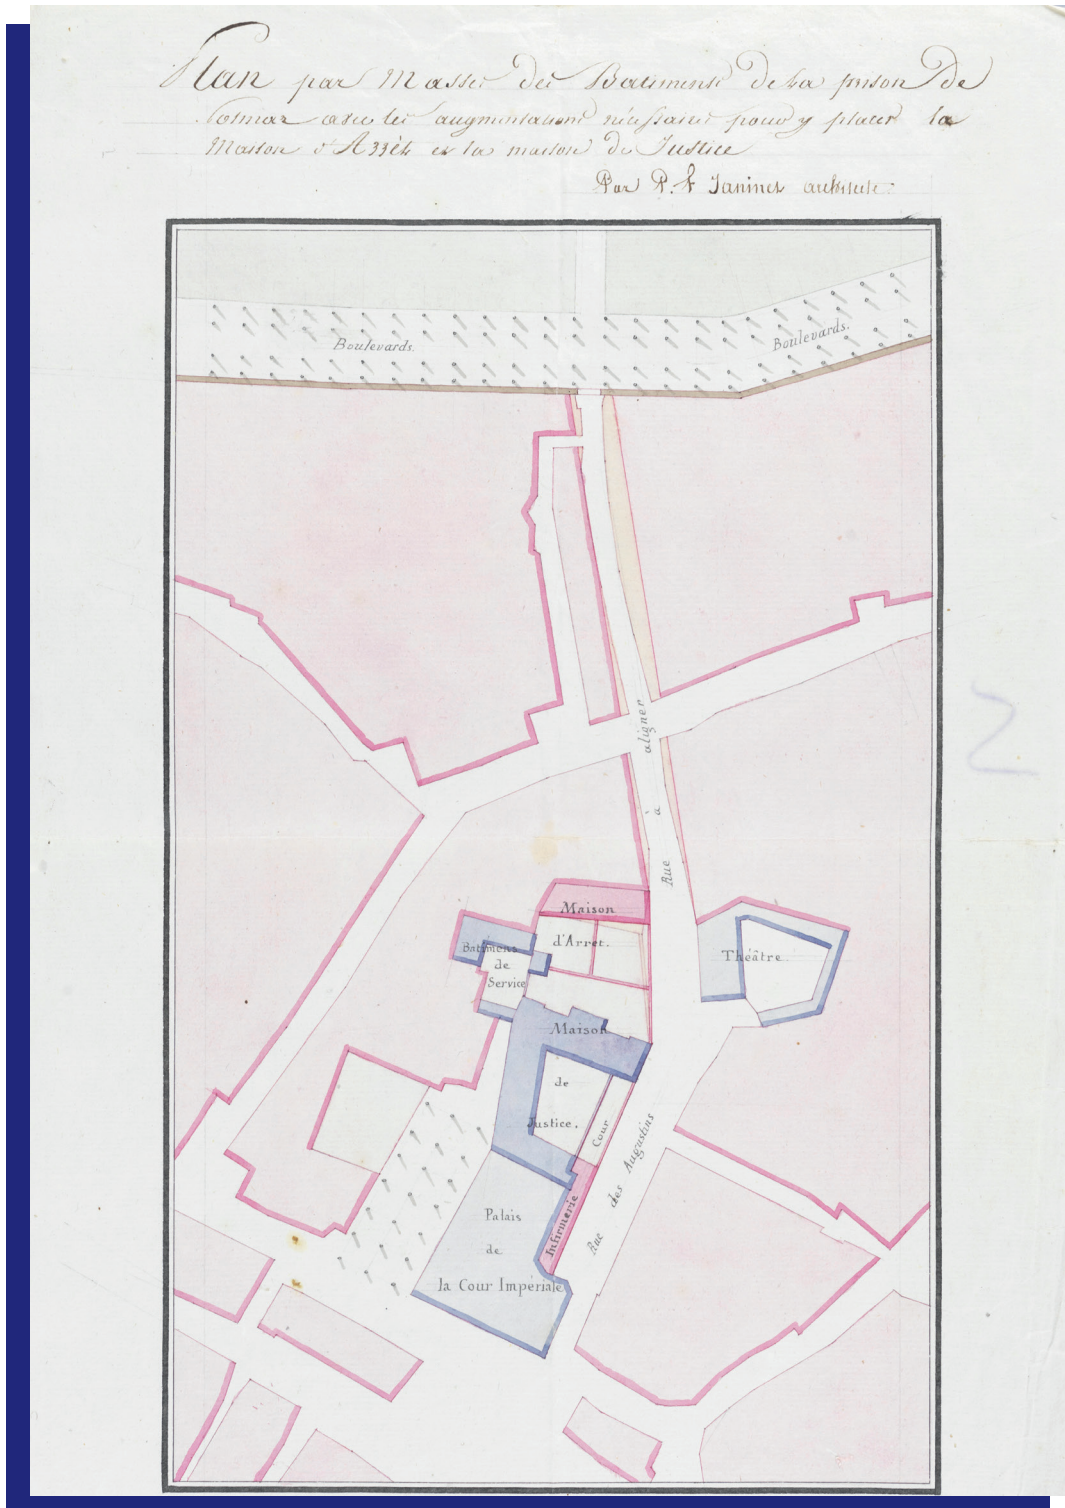 Plan par Masses des Batiments de la prison de
Colmar avec les augmentations nécessaires pour y placer la
Maison d'Arrêt et la maison de Justice
Par P. f Janinet architecte.
Boulevards.
Boulevards.
Rue à aligner
Maison
d'Arret.
Batimens
de
Service
Théâtre.
Maison
de
Justice.
Cour
Infirmerie
Rue des Augustins
Palais
de
la Cour Impériale
2